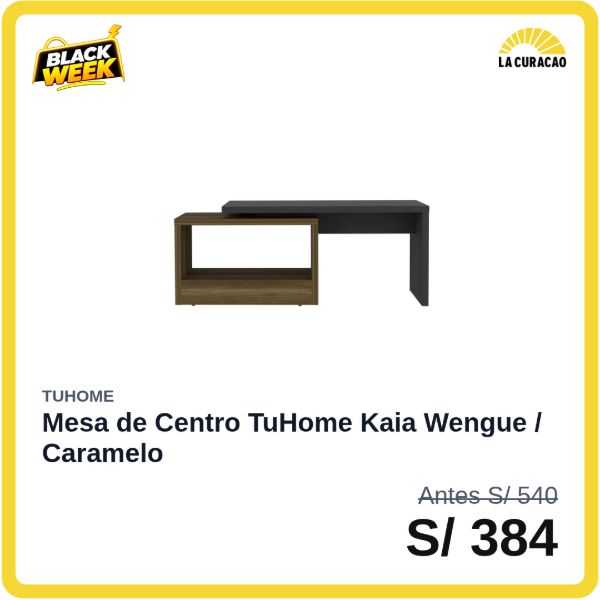 BLACK
WEEK
LA CURACAO
TUHOME
Mesa de Centro TuHome Kaia Wengue /
Caramelo
Antes S/ 540
S/ 384